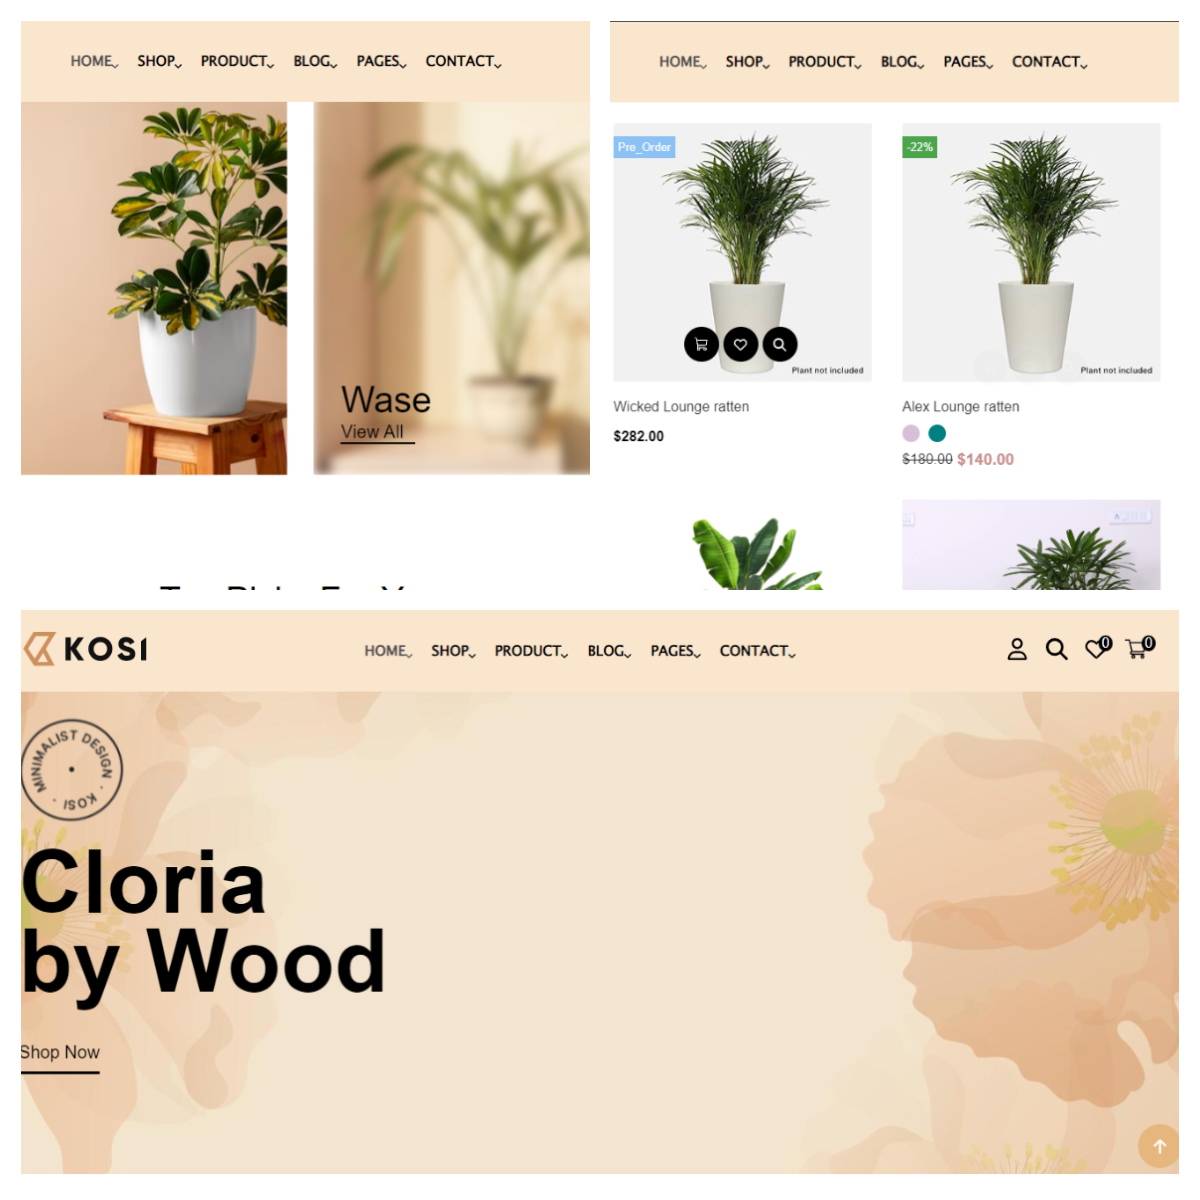 HOME SHOP PRODUCT BLOG PAGES CONTACT
Wase
View All
HOME SHOP PRODUCT BLOG PAGES CONTACT
Pre_Order
Plant not included
Wicked Lounge ratten
$282.00
-22%
Plant not included
Alex Lounge ratten
$180.00 $140.00
KOSI
HOME SHOP PRODUCT BLOG PAGES CONTACT
0 0
MINIMALIST DESIGN · KOSI ·
Cloria
by Wood
Shop Now